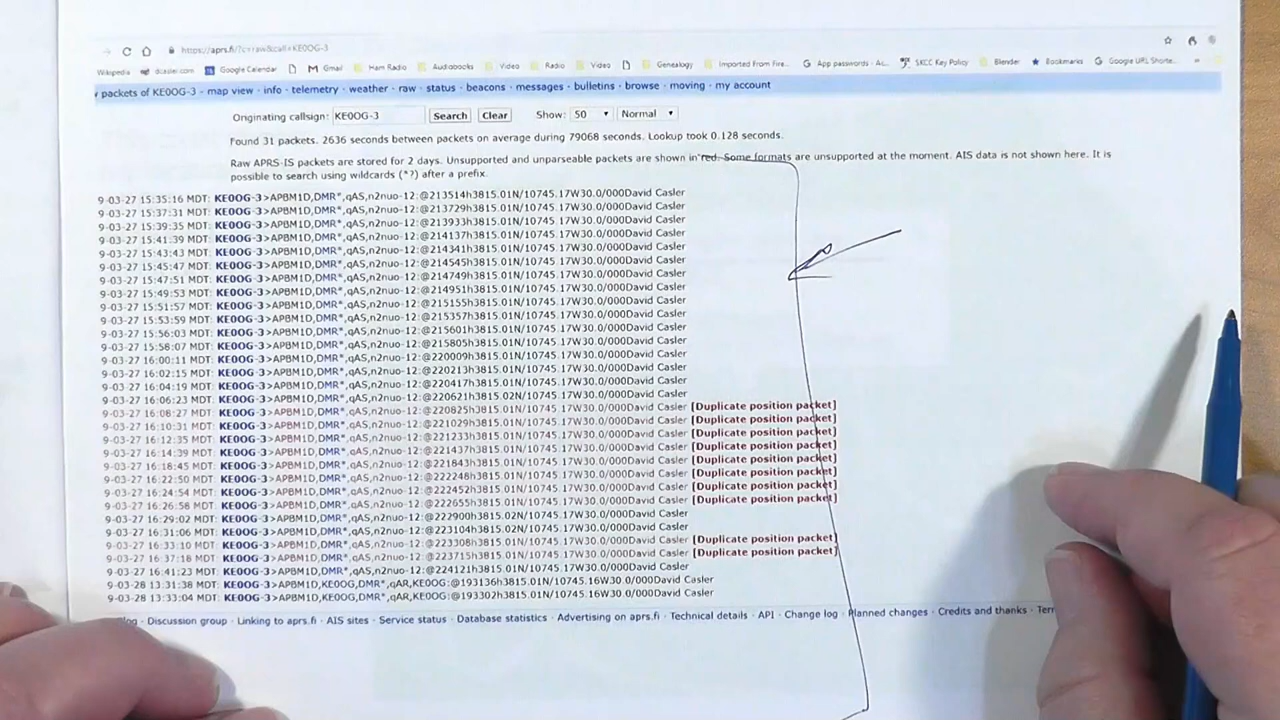 https://aprs.fi/?c=raw&call=KE0OG-3
Wikipedia dcasler.com Google Calendar Gmail Ham Radio Audiobooks Video Radio Video Genealogy Imported From Fire... App passwords - Ac... SKCC Key Policy Blender Bookmarks Google URL Shorte... »
packets of KE0OG-3 - map view · info · telemetry · weather · raw · status · beacons · messages · bulletins · browse · moving · my account
Originating callsign: KE0OG-3 Search Clear Show: 50 Normal
Found 31 packets. 2636 seconds between packets on average during 79068 seconds. Lookup took 0.128 seconds.
Raw APRS-IS packets are stored for 2 days. Unsupported and unparseable packets are shown in red. Some formats are unsupported at the moment. AIS data is not shown here. It is
possible to search using wildcards (*?) after a prefix.
9-03-27 15:35:16 MDT: KE0OG-3>APBM1D,DMR*,qAS,n2nuo-12:@213514h3815.01N/10745.17W30.0/000David Casler
9-03-27 15:37:31 MDT: KE0OG-3>APBM1D,DMR*,qAS,n2nuo-12:@213729h3815.01N/10745.17W30.0/000David Casler
9-03-27 15:39:35 MDT: KE0OG-3>APBM1D,DMR*,qAS,n2nuo-12:@213933h3815.01N/10745.17W30.0/000David Casler
9-03-27 15:41:39 MDT: KE0OG-3>APBM1D,DMR*,qAS,n2nuo-12:@214137h3815.01N/10745.17W30.0/000David Casler
9-03-27 15:43:43 MDT: KE0OG-3>APBM1D,DMR*,qAS,n2nuo-12:@214341h3815.01N/10745.17W30.0/000David Casler
9-03-27 15:45:47 MDT: KE0OG-3>APBM1D,DMR*,qAS,n2nuo-12:@214545h3815.01N/10745.17W30.0/000David Casler
9-03-27 15:47:51 MDT: KE0OG-3>APBM1D,DMR*,qAS,n2nuo-12:@214749h3815.01N/10745.17W30.0/000David Casler
9-03-27 15:49:53 MDT: KE0OG-3>APBM1D,DMR*,qAS,n2nuo-12:@214951h3815.01N/10745.17W30.0/000David Casler
9-03-27 15:51:57 MDT: KE0OG-3>APBM1D,DMR*,qAS,n2nuo-12:@215155h3815.01N/10745.17W30.0/000David Casler
9-03-27 15:53:59 MDT: KE0OG-3>APBM1D,DMR*,qAS,n2nuo-12:@215357h3815.01N/10745.17W30.0/000David Casler
9-03-27 15:56:03 MDT: KE0OG-3>APBM1D,DMR*,qAS,n2nuo-12:@215601h3815.01N/10745.17W30.0/000David Casler
9-03-27 15:58:07 MDT: KE0OG-3>APBM1D,DMR*,qAS,n2nuo-12:@215805h3815.01N/10745.17W30.0/000David Casler
9-03-27 16:00:11 MDT: KE0OG-3>APBM1D,DMR*,qAS,n2nuo-12:@220009h3815.01N/10745.17W30.0/000David Casler
9-03-27 16:02:15 MDT: KE0OG-3>APBM1D,DMR*,qAS,n2nuo-12:@220213h3815.01N/10745.17W30.0/000David Casler
9-03-27 16:04:19 MDT: KE0OG-3>APBM1D,DMR*,qAS,n2nuo-12:@220417h3815.01N/10745.17W30.0/000David Casler
9-03-27 16:06:23 MDT: KE0OG-3>APBM1D,DMR*,qAS,n2nuo-12:@220621h3815.02N/10745.17W30.0/000David Casler
9-03-27 16:08:27 MDT: KE0OG-3>APBM1D,DMR*,qAS,n2nuo-12:@220825h3815.01N/10745.17W30.0/000David Casler [Duplicate position packet]
9-03-27 16:10:31 MDT: KE0OG-3>APBM1D,DMR*,qAS,n2nuo-12:@221029h3815.01N/10745.17W30.0/000David Casler [Duplicate position packet]
9-03-27 16:12:35 MDT: KE0OG-3>APBM1D,DMR*,qAS,n2nuo-12:@221233h3815.01N/10745.17W30.0/000David Casler [Duplicate position packet]
9-03-27 16:14:39 MDT: KE0OG-3>APBM1D,DMR*,qAS,n2nuo-12:@221437h3815.01N/10745.17W30.0/000David Casler [Duplicate position packet]
9-03-27 16:18:45 MDT: KE0OG-3>APBM1D,DMR*,qAS,n2nuo-12:@221843h3815.01N/10745.17W30.0/000David Casler [Duplicate position packet]
9-03-27 16:22:50 MDT: KE0OG-3>APBM1D,DMR*,qAS,n2nuo-12:@222248h3815.01N/10745.17W30.0/000David Casler [Duplicate position packet]
9-03-27 16:24:54 MDT: KE0OG-3>APBM1D,DMR*,qAS,n2nuo-12:@222452h3815.01N/10745.17W30.0/000David Casler [Duplicate position packet]
9-03-27 16:26:58 MDT: KE0OG-3>APBM1D,DMR*,qAS,n2nuo-12:@222655h3815.01N/10745.17W30.0/000David Casler [Duplicate position packet]
9-03-27 16:29:02 MDT: KE0OG-3>APBM1D,DMR*,qAS,n2nuo-12:@222900h3815.02N/10745.17W30.0/000David Casler
9-03-27 16:31:06 MDT: KE0OG-3>APBM1D,DMR*,qAS,n2nuo-12:@223104h3815.02N/10745.17W30.0/000David Casler
9-03-27 16:33:10 MDT: KE0OG-3>APBM1D,DMR*,qAS,n2nuo-12:@223308h3815.01N/10745.17W30.0/000David Casler [Duplicate position packet]
9-03-27 16:37:18 MDT: KE0OG-3>APBM1D,DMR*,qAS,n2nuo-12:@223715h3815.01N/10745.17W30.0/000David Casler [Duplicate position packet]
9-03-27 16:41:23 MDT: KE0OG-3>APBM1D,DMR*,qAS,n2nuo-12:@224121h3815.01N/10745.17W30.0/000David Casler
9-03-28 13:31:38 MDT: KE0OG-3>APBM1D,KE0OG,DMR*,qAR,KE0OG:@193136h3815.01N/10745.16W30.0/000David Casler
9-03-28 13:33:04 MDT: KE0OG-3>APBM1D,KE0OG,DMR*,qAR,KE0OG:@193302h3815.01N/10745.16W30.0/000David Casler
· Discussion group · Linking to aprs.fi · AIS sites · Service status · Database statistics · Advertising on aprs.fi · Technical details · API · Change log · Planned changes · Credits and thanks ·